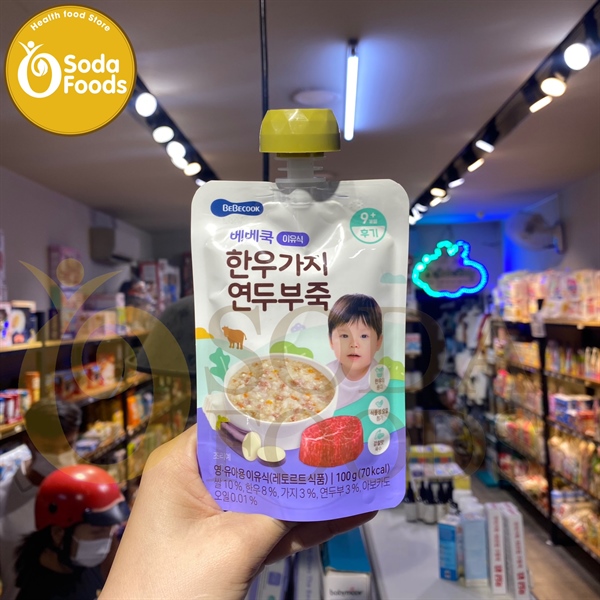 Health food Store
Soda
Foods
BEBECOOK
베베쿡 이유식
한우가지
연두부죽
9+
후기
영·유아용 이유식(레토르트식품) | 100g(70kcal)
쌀 10%, 한우 8%, 가지 3%, 연두부 3%, 아보카도
오일 0.01%